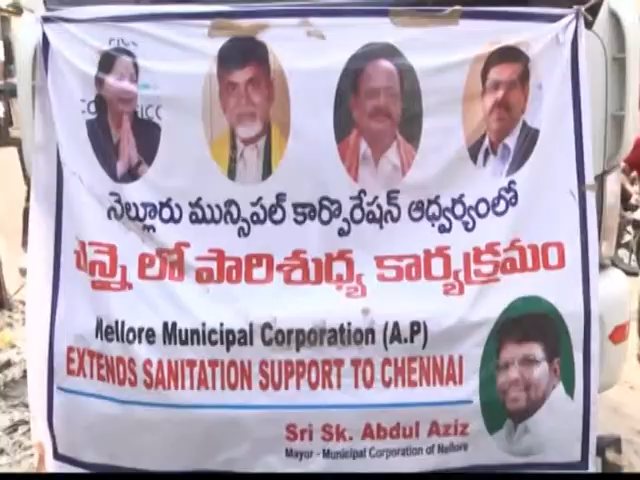 నెల్లూరు మున్సిపల్ కార్పొరేషన్ ఆధ్వర్యంలో
లో పారిశుధ్య కార్యక్రమం
Nellore Municipal Corporation (A.P)
EXTENDS SANITATION SUPPORT TO CHENNAI
Sri Sk. Abdul Aziz
Mayor - Municipal Corporation of Nellore